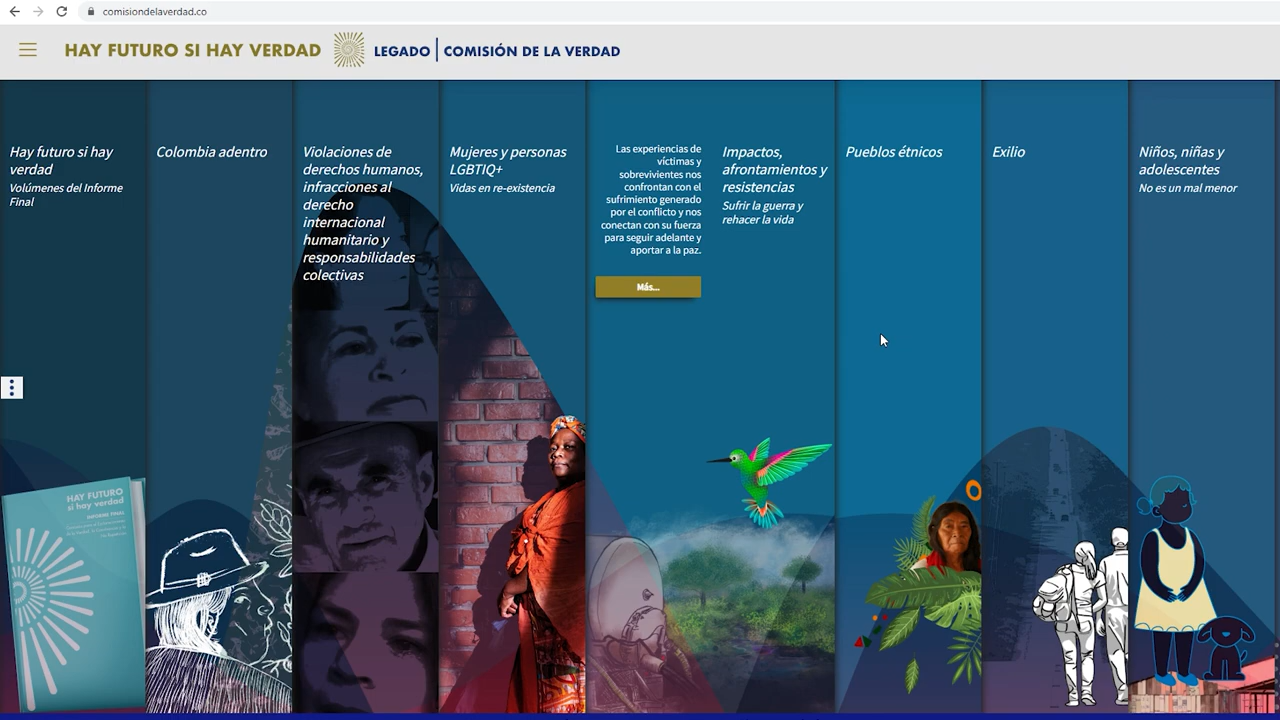 comisiondelaverdad.co
HAY FUTURO SI HAY VERDAD
LEGADO
COMISIÓN DE LA VERDAD
Hay futuro si hay
verdad
Volúmenes del Informe
Final
Colombia adentro
Violaciones de
derechos humanos,
infracciones al
derecho
internacional
humanitario y
responsabilidades
colectivas
Mujeres y personas
LGBTIQ+
Vidas en re-existencia
Las experiencias de
víctimas y
sobrevivientes nos
confrontan con el
sufrimiento generado
por el conflicto y nos
conectan con su fuerza
para seguir adelante y
aportar a la paz.
Más...
Impactos,
afrontamientos y
resistencias
Sufrir la guerra y
rehacer la vida
Pueblos étnicos
Exilio
Niños, niñas y
adolescentes
No es un mal menor
HAY FUTURO
si hay verdad
INFORME FINAL